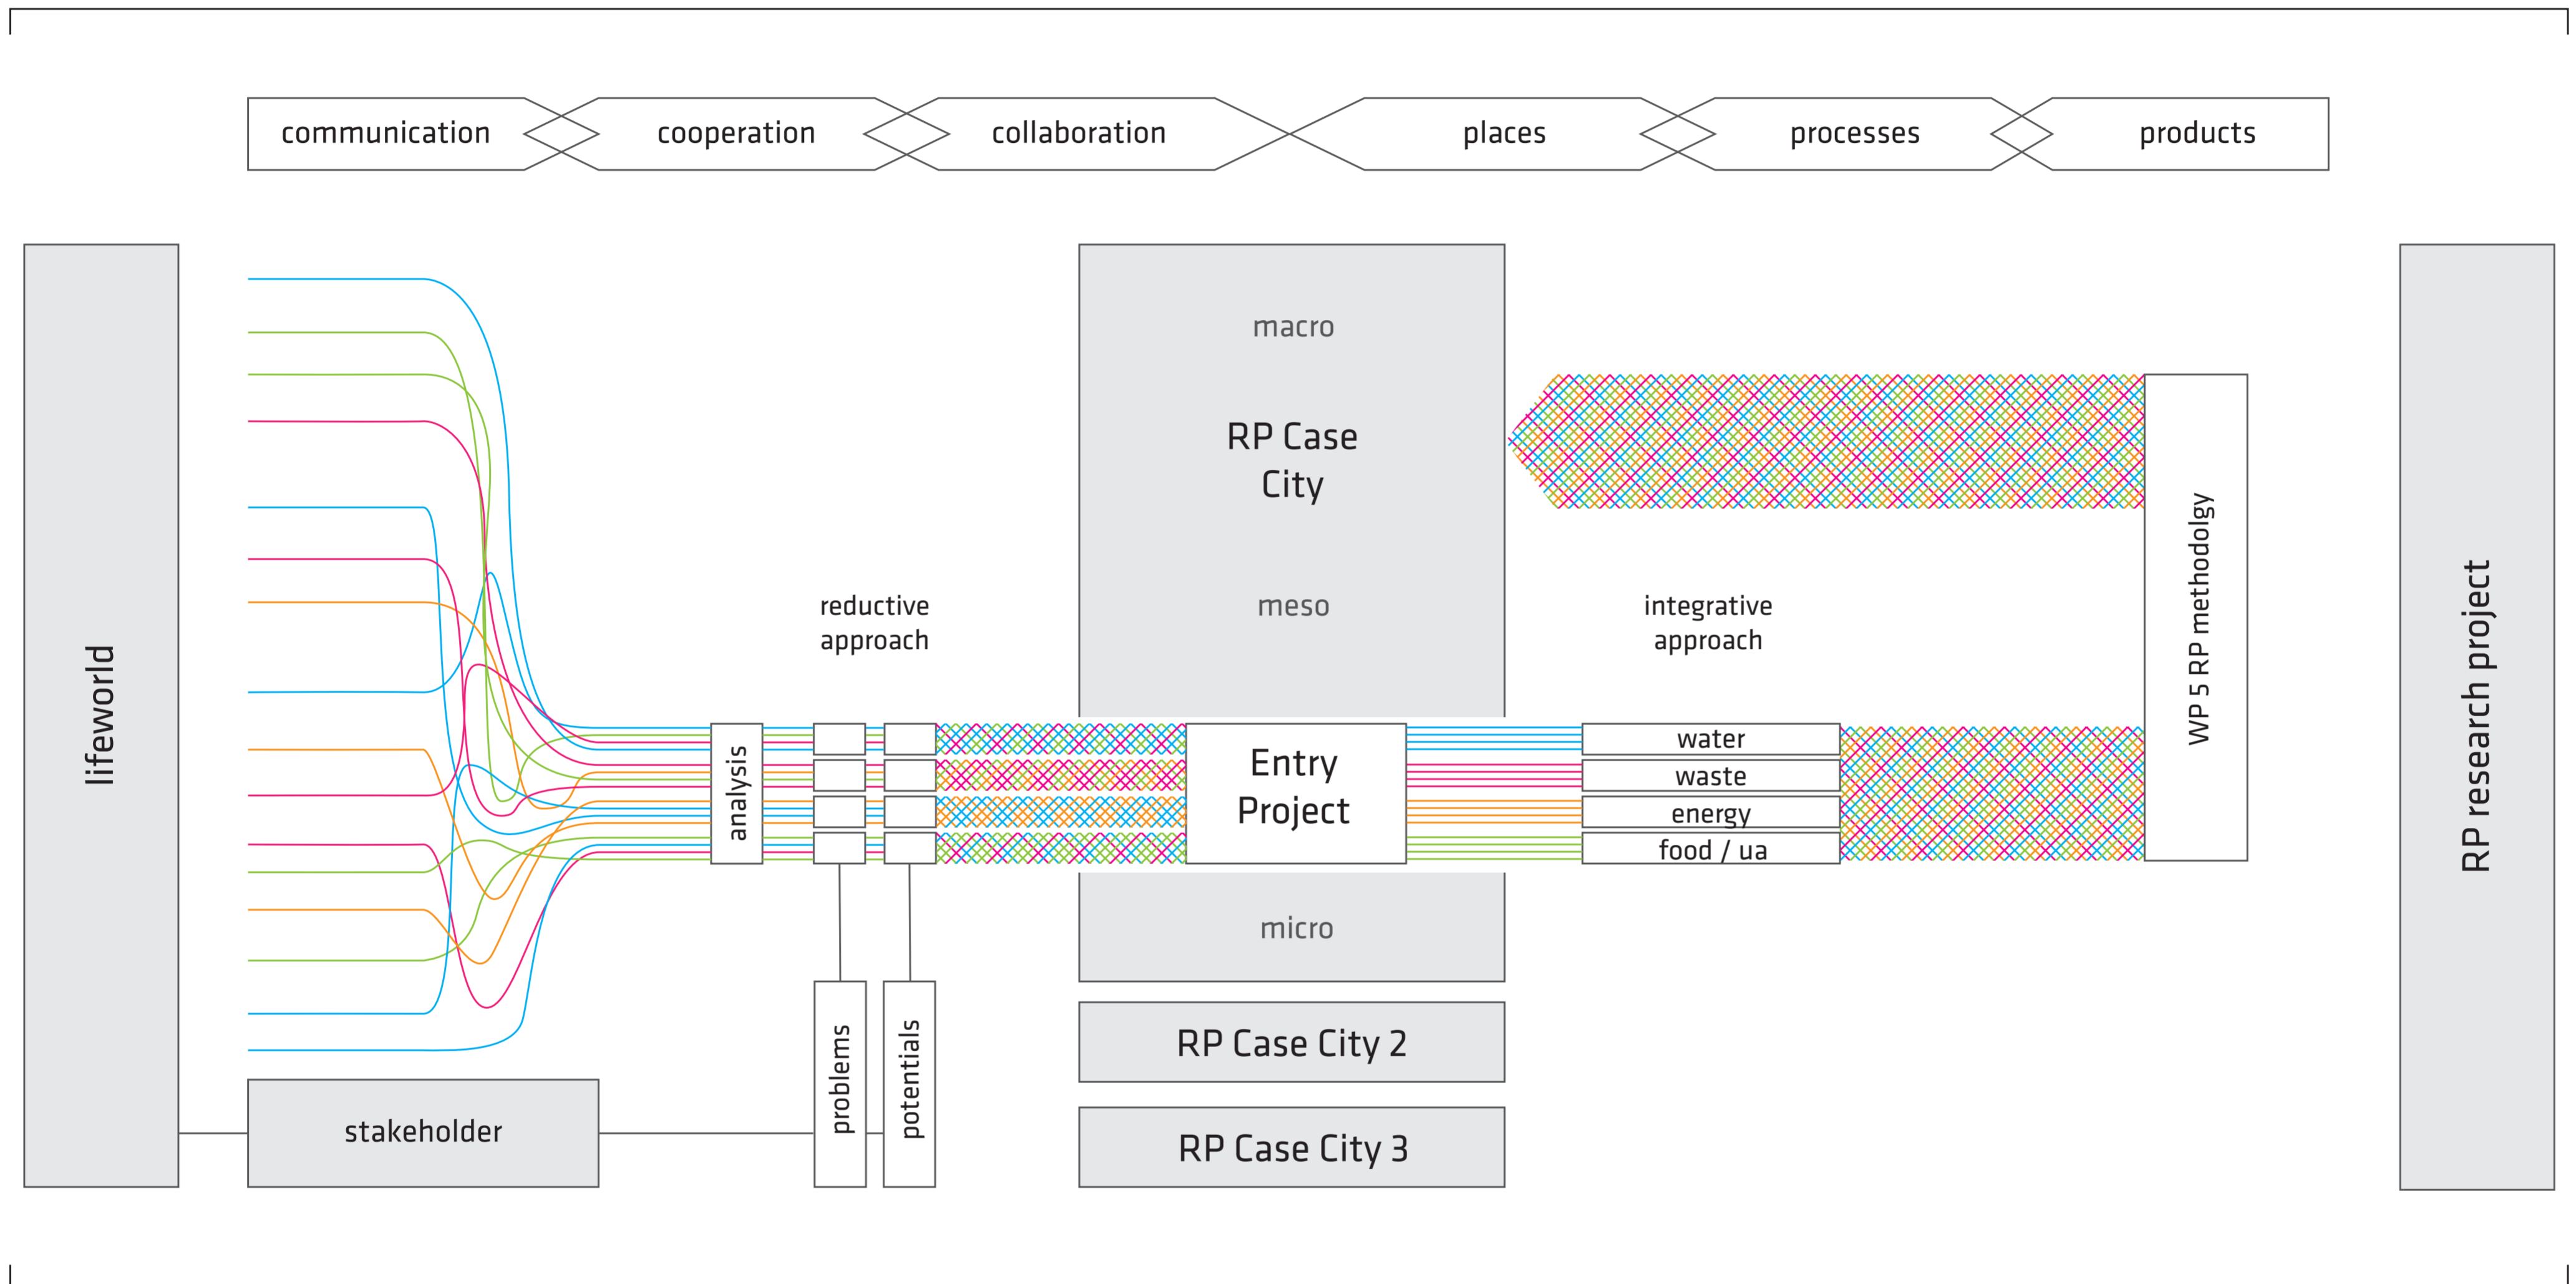 communication
cooperation
collaboration
places
processes
products
lifeworld
macro
RP Case
City
meso
reductive
approach
integrative
approach
WP 5 RP methodolgy
RP research project
analysis
Entry
Project
water
waste
energy
food / ua
micro
problems
potentials
stakeholder
RP Case City 2
RP Case City 3